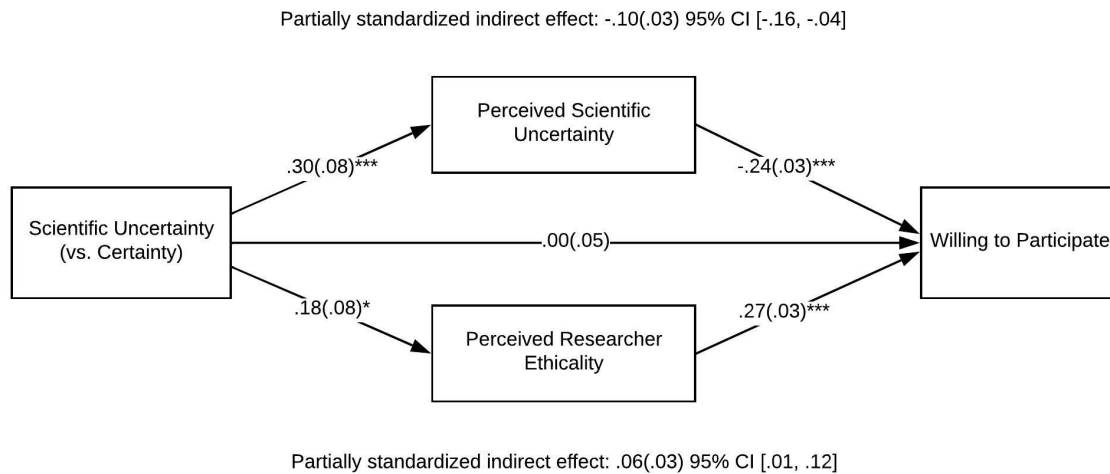 Partially standardized indirect effect: -.10(.03) 95% CI [-.16, -.04]
Perceived Scientific
Uncertainty
.30(.08)***
-.24(.03)***
Scientific Uncertainty
(vs. Certainty)
.00(.05)
Willing to Participate
.18(.08)*
.27(.03)***
Perceived Researcher
Ethicality
Partially standardized indirect effect: .06(.03) 95% CI [.01, .12]